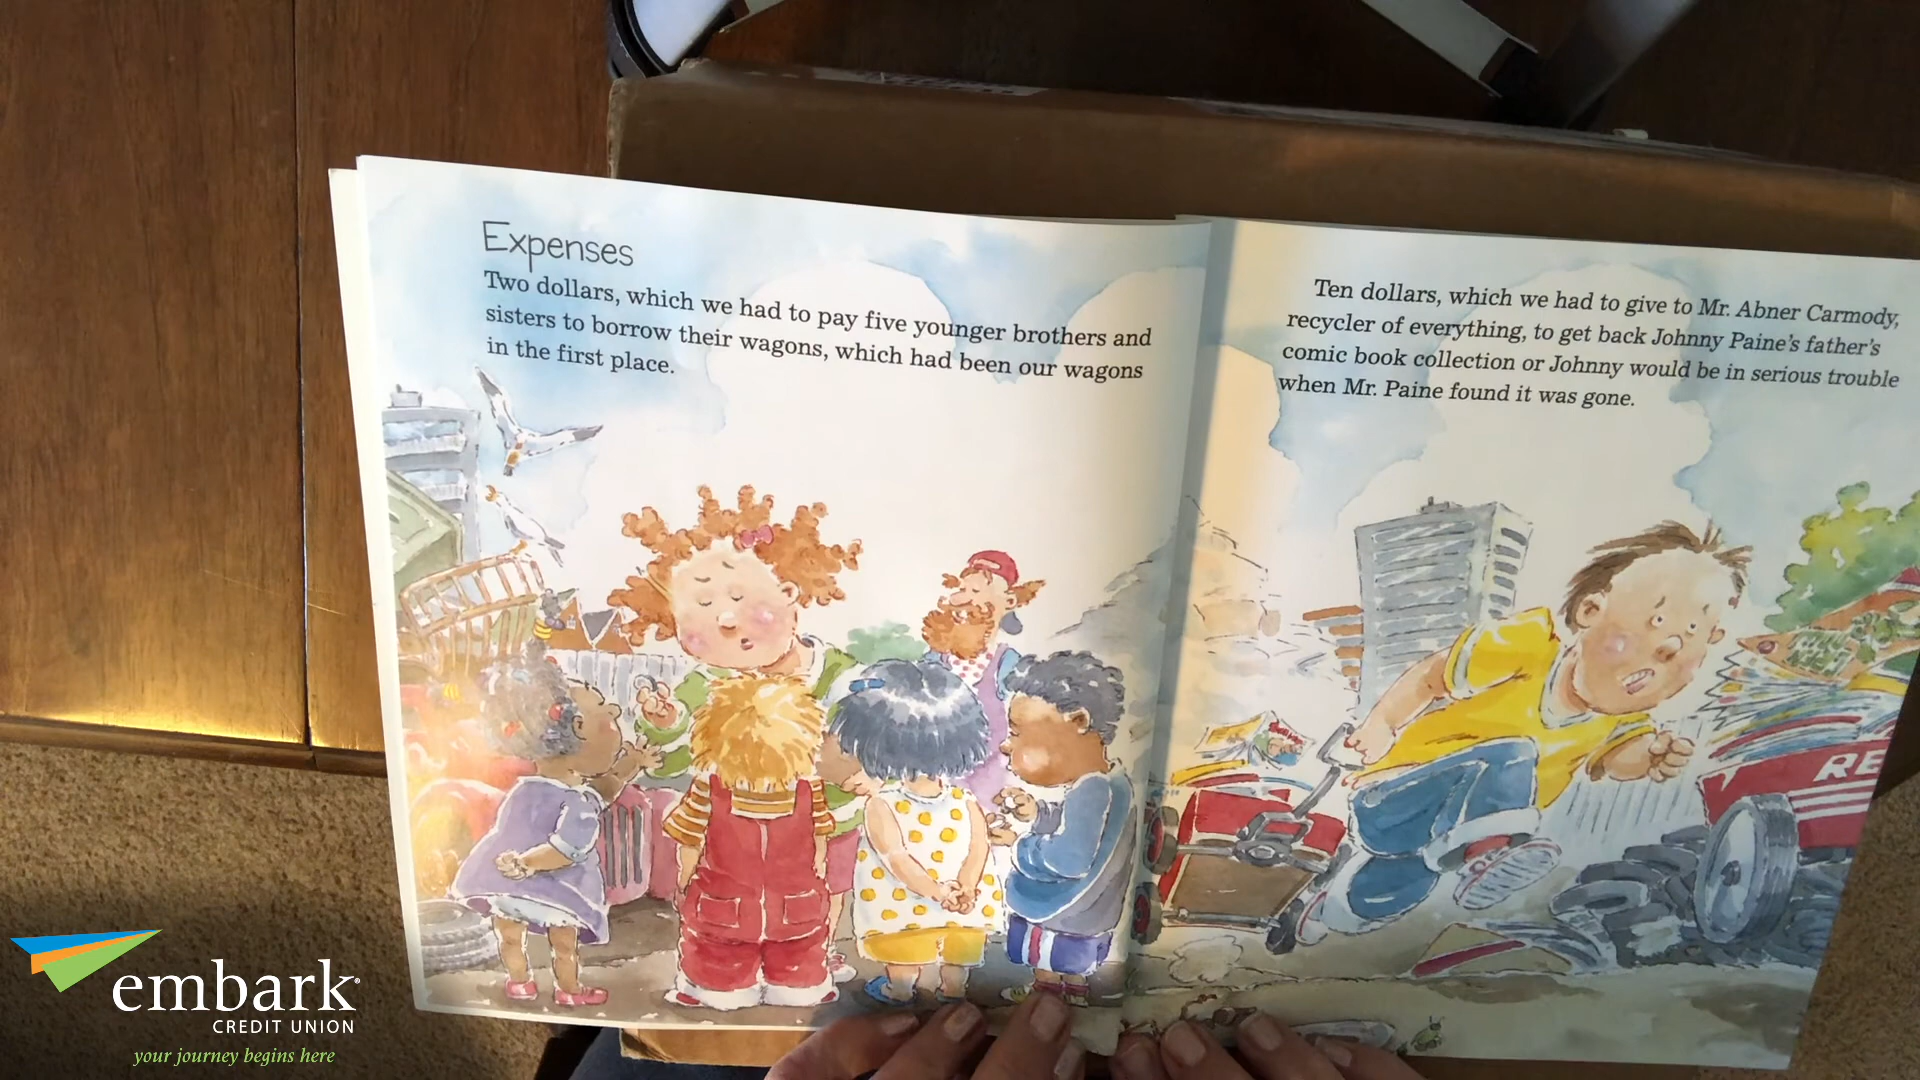 Expenses
Two dollars, which we had to pay five younger brothers and
sisters to borrow their wagons, which had been our wagons
in the first place.
Ten dollars, which we had to give to Mr. Abner Carmody,
recycler of everything, to get back Johnny Paine's father's
comic book collection or Johnny would be in serious trouble
when Mr. Paine found it was gone.
RE
embark®
CREDIT UNION
your journey begins here